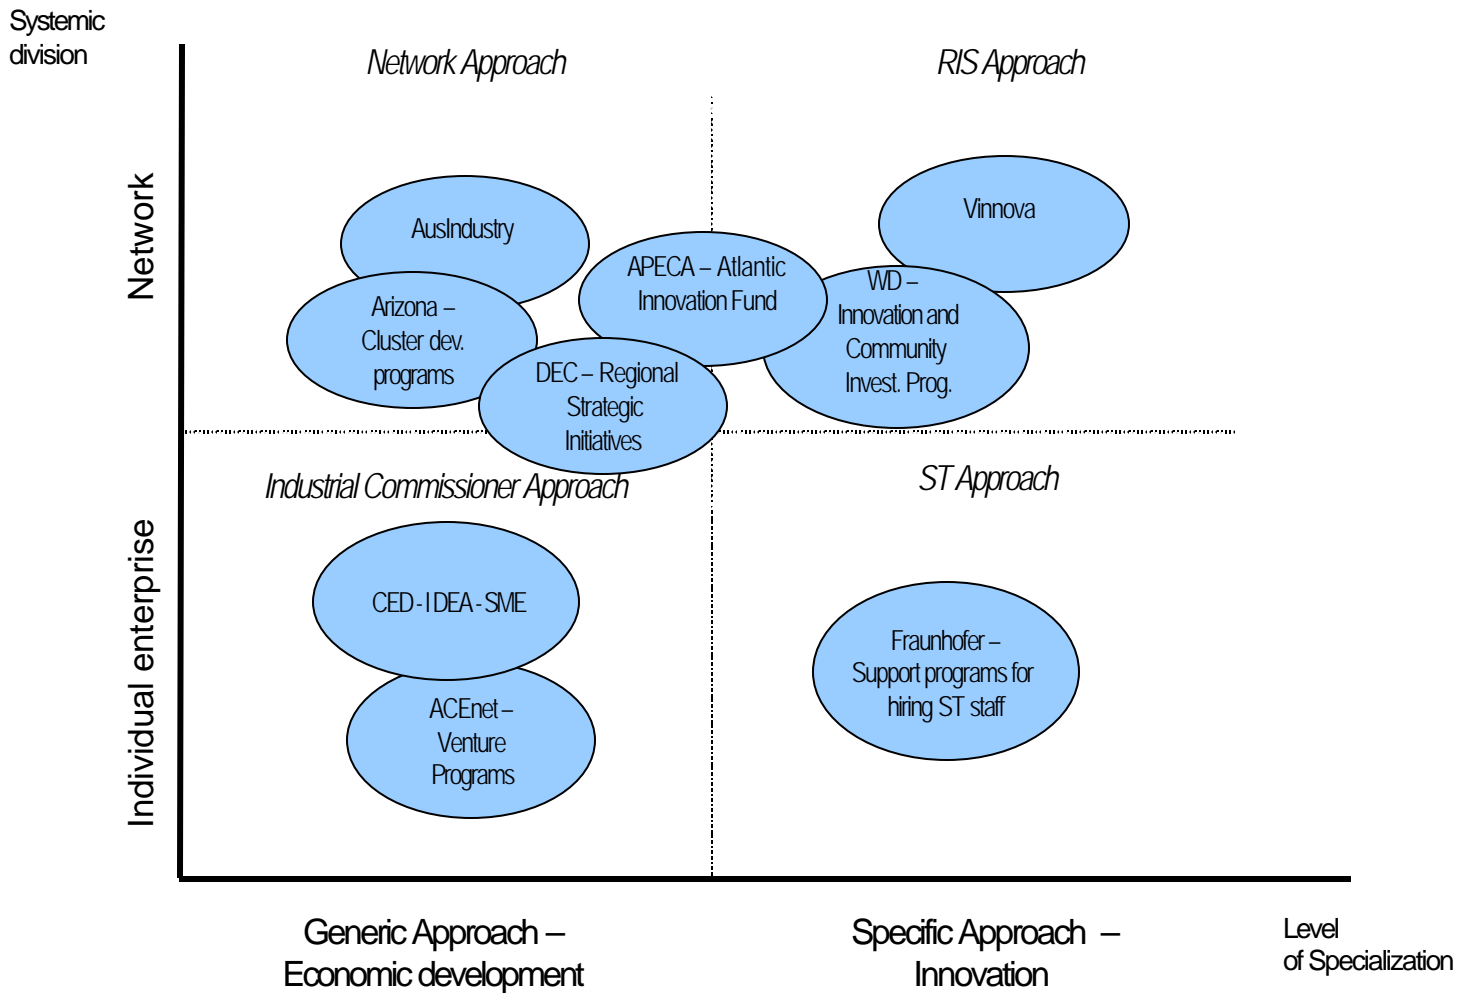 Systemic
division
Network Approach
RIS Approach
Network
AusIndustry
Vinnova
APECA – Atlantic
Innovation Fund
WD –
Innovation and
Community
Invest. Prog.
Arizona –
Cluster dev.
programs
DEC – Regional
Strategic
Initiatives
Industrial Commissioner Approach
ST Approach
Individual enterprise
CED - IDEA - SME
Fraunhofer –
Support programs for
hiring ST staff
ACEnet –
Venture
Programs
Generic Approach –
Economic development
Specific Approach –
Innovation
Level
of Specialization